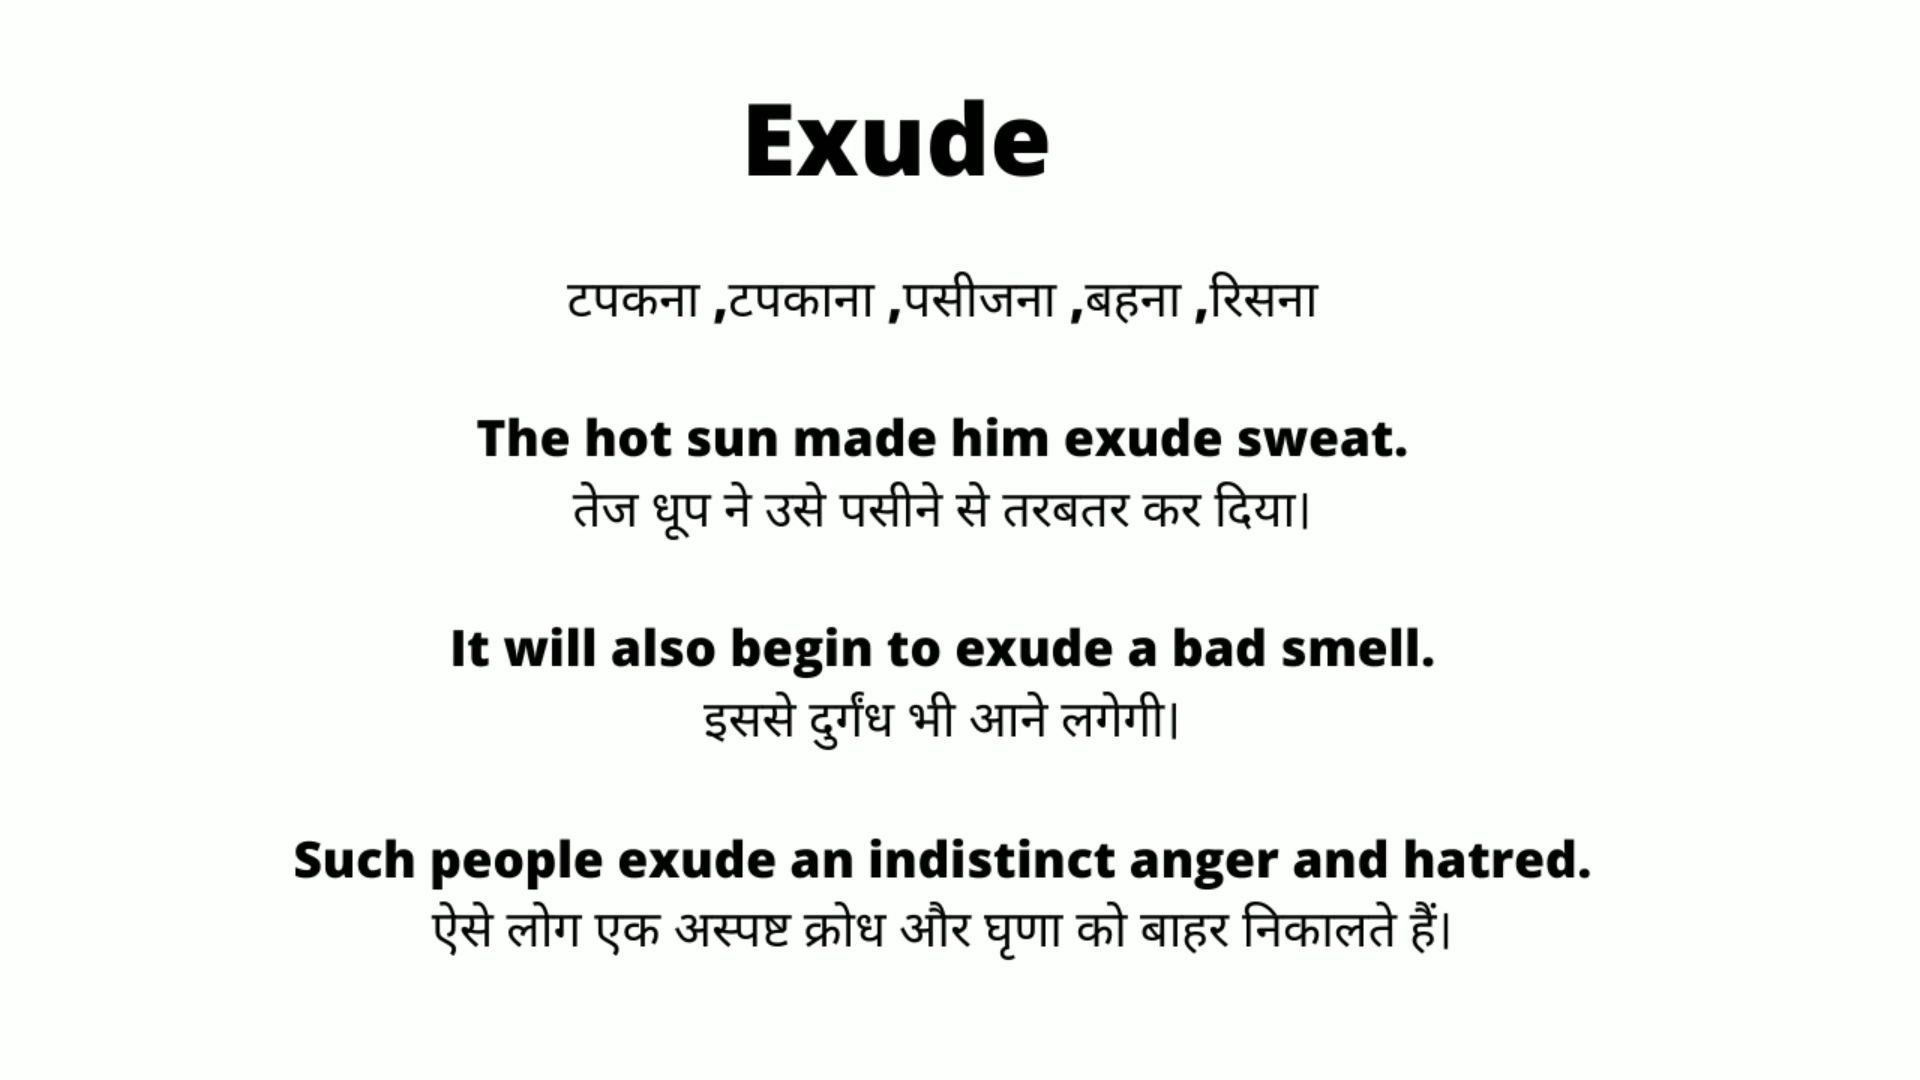 Exude
टपकना ,टपकाना ,पसीजना ,बहना ,रिसना
The hot sun made him exude sweat.
तेज धूप ने उसे पसीने से तरबतर कर दिया।
It will also begin to exude a bad smell.
इससे दुर्गंध भी आने लगेगी।
Such people exude an indistinct anger and hatred.
ऐसे लोग एक अस्पष्ट क्रोध और घृणा को बाहर निकालते हैं।